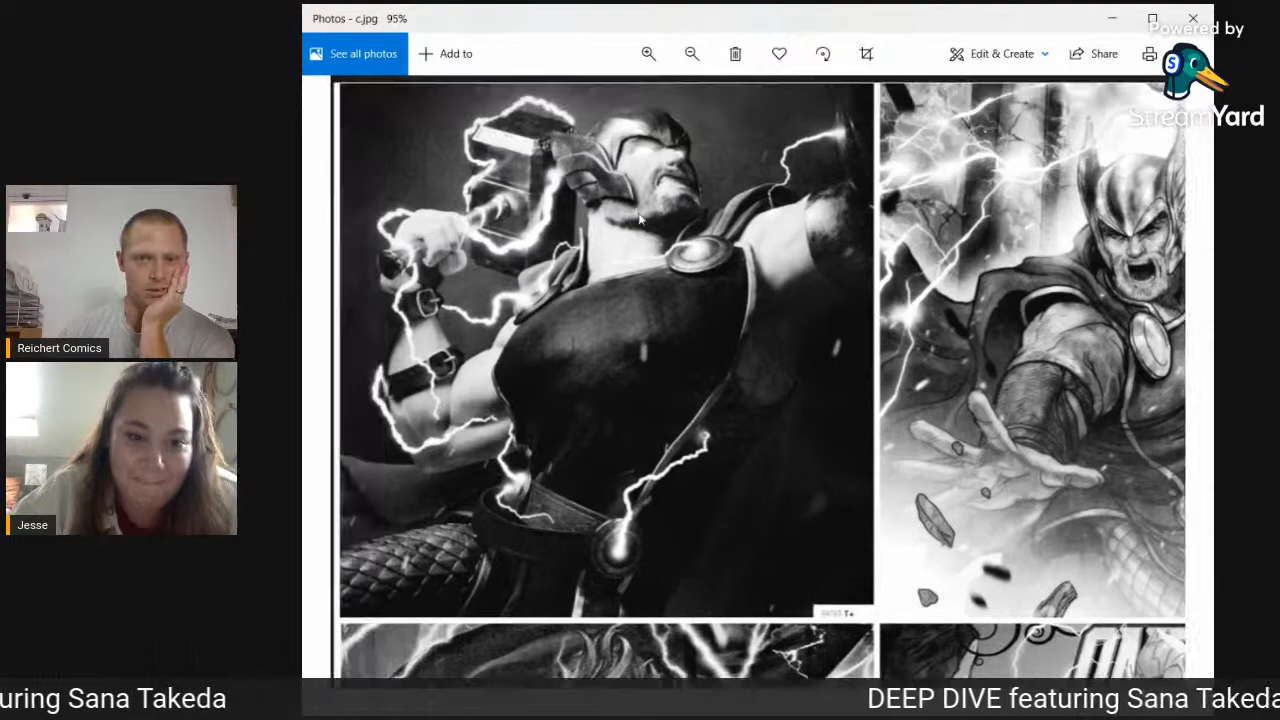 Photos - c.jpg 95%
See all photos
Add to
Edit & Create
Share
Powered by
S
StreamYard
Reichert Comics
Jesse
uring Sana Takeda
DEEP DIVE featuring Sana Takeda